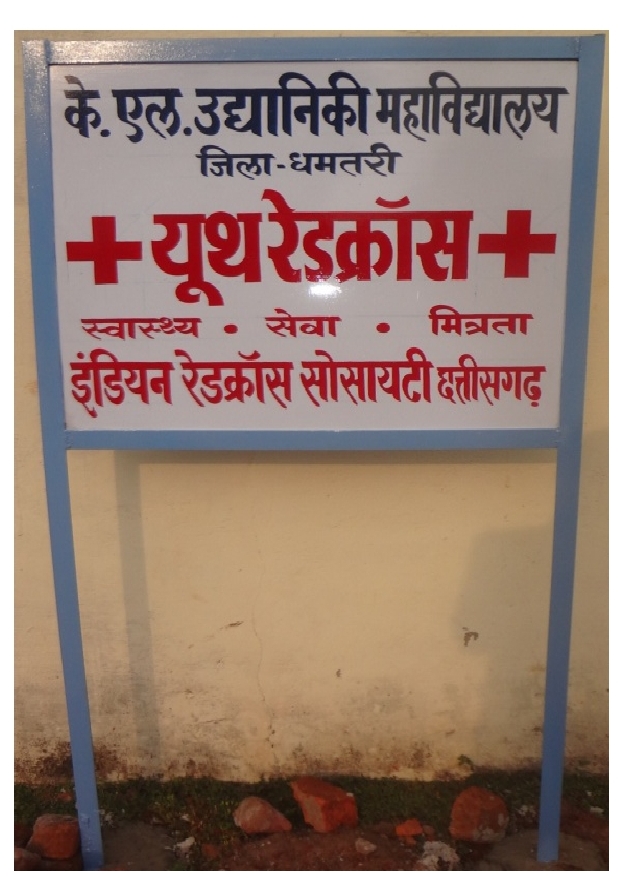 के. एल. उद्यानिकी महाविद्यालय
जिला-धमतरी
यूथ रेडक्रॉस
स्वास्थ्य • सेवा • मित्रता
इंडियन रेडक्रॉस सोसायटी छत्तीसगढ़